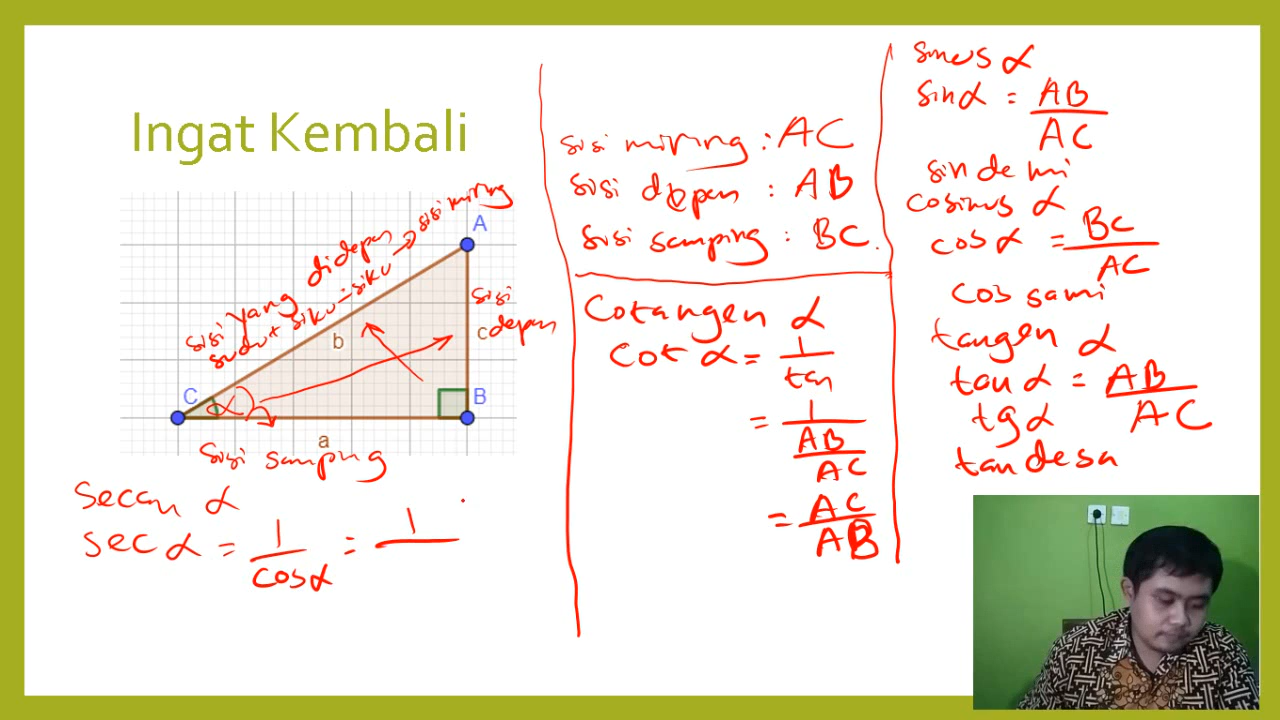 Ingat Kembali
sisi yang didepan
sudut siku-siku → sisi miring
A
sisi
depan
b
c
C
α
B
a
sisi samping
secan α
sec α = 1/cos α = 1/
sisi miring : AC
sisi depan : AB
sisi samping : BC.
Cotangen α
cot α = 1/tan
= 1/(AB/AC)
= AC/AB
sinus α
sin α = AB/AC
sin de mi
cosinus α
cos α = BC/AC
cos sami
tangen α
tan α = AB/AC
tg α
tan desa